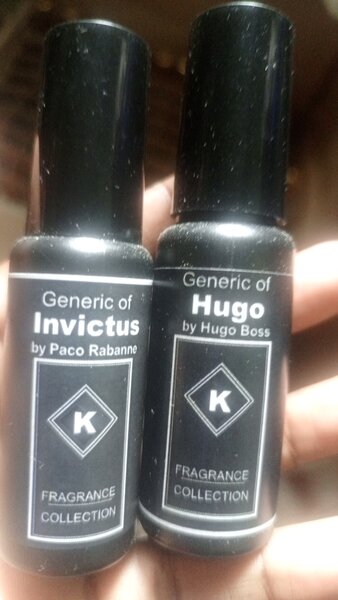 Generic of
Invictus
by Paco Rabanne
K
FRAGRANCE
COLLECTION
Generic of
Hugo
by Hugo Boss
K
FRAGRANCE
COLLECTION